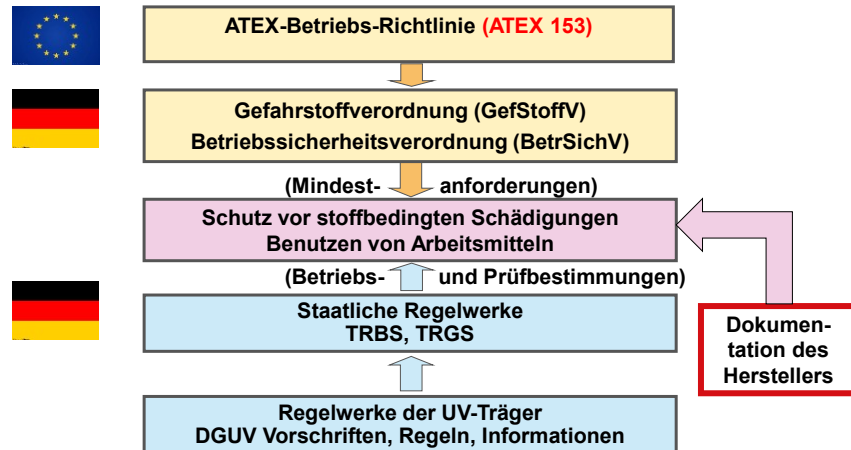 ATEX-Betriebs-Richtlinie (ATEX 153)
Gefahrstoffverordnung (GefStoffV)
Betriebssicherheitsverordnung (BetrSichV)
(Mindest- anforderungen)
Schutz vor stoffbedingten Schädigungen
Benutzen von Arbeitsmitteln
(Betriebs- und Prüfbestimmungen)
Staatliche Regelwerke
TRBS, TRGS
Dokumen-
tation des
Herstellers
Regelwerke der UV-Träger
DGUV Vorschriften, Regeln, Informationen